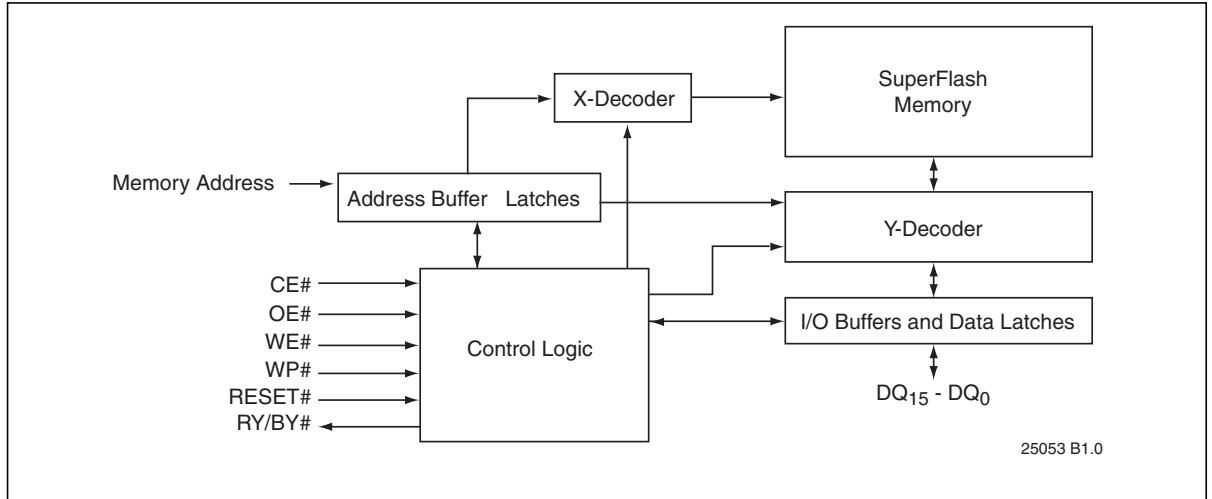 SuperFlash
Memory
X-Decoder
Memory Address
Address Buffer Latches
Y-Decoder
CE#
OE#
WE#
WP#
RESET#
RY/BY#
Control Logic
I/O Buffers and Data Latches
DQ15 - DQ0
25053 B1.0